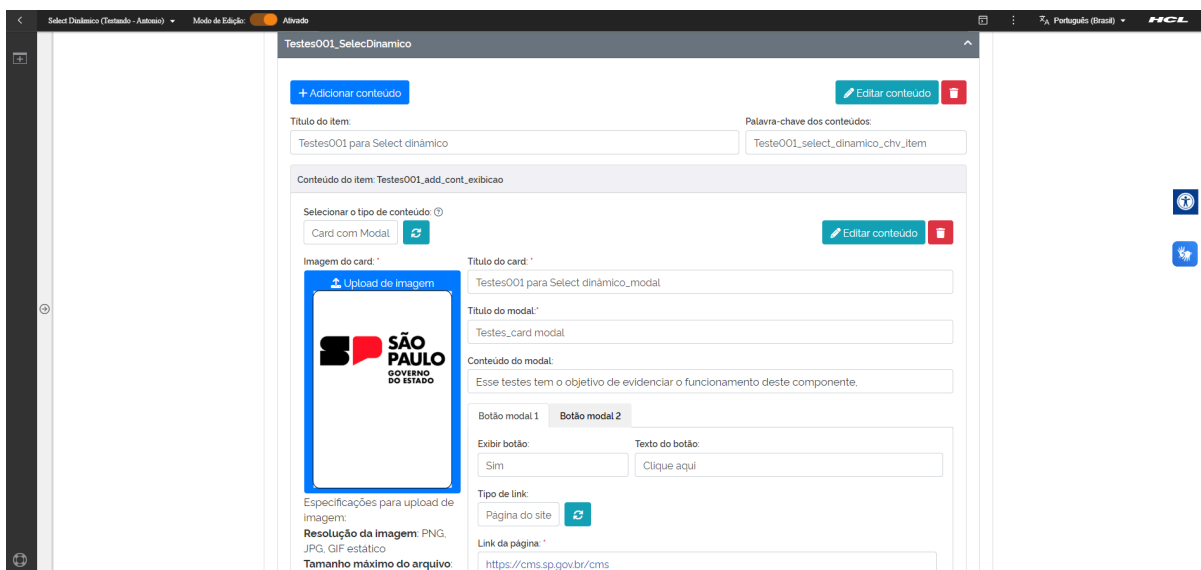 Select Dinâmico (Testando - Antonio) Modo de Edição: Ativado Português (Brasil) HCL
Testes001_SelecDinamico
+ Adicionar conteúdo Editar conteúdo
Título do item: Palavra-chave dos conteúdos:
Testes001 para Select dinâmico Teste001_select_dinamico_chv_item
Conteúdo do item: Testes001_add_cont_exibicao
Selecionar o tipo de conteúdo:
Card com Modal Editar conteúdo
Imagem do card: * Título do card: *
Upload de imagem Testes001 para Select dinâmico_modal
Título do modal:*
Testes_card modal
SP SÃO
PAULO
GOVERNO
DO ESTADO
Conteúdo do modal:
Esse testes tem o objetivo de evidenciar o funcionamento deste componente,
Botão modal 1 Botão modal 2
Exibir botão: Texto do botão:
Sim Clique aqui
Tipo de link:
Página do site
Link da página: *
https://cms.sp.gov.br/cms
Especificações para upload de
imagem:
Resolução da imagem: PNG,
JPG, GIF estático
Tamanho máximo do arquivo: